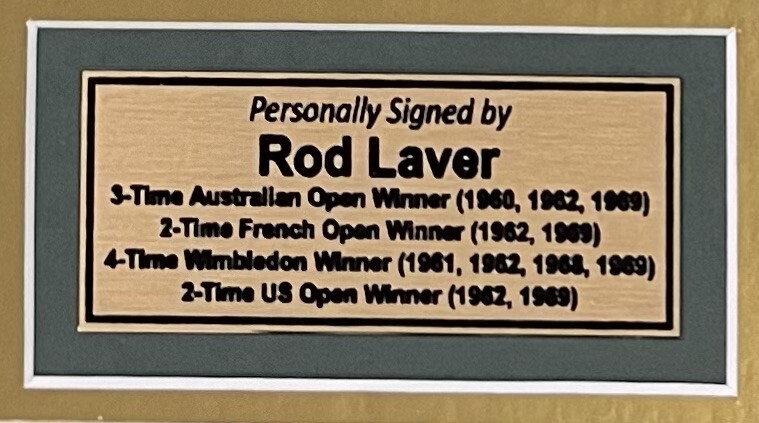 Personally Signed by
Rod Laver
3-Time Australian Open Winner (1960, 1962, 1969)
2-Time French Open Winner (1962, 1969)
4-Time Wimbledon Winner (1961, 1962, 1968, 1969)
2-Time US Open Winner (1962, 1969)